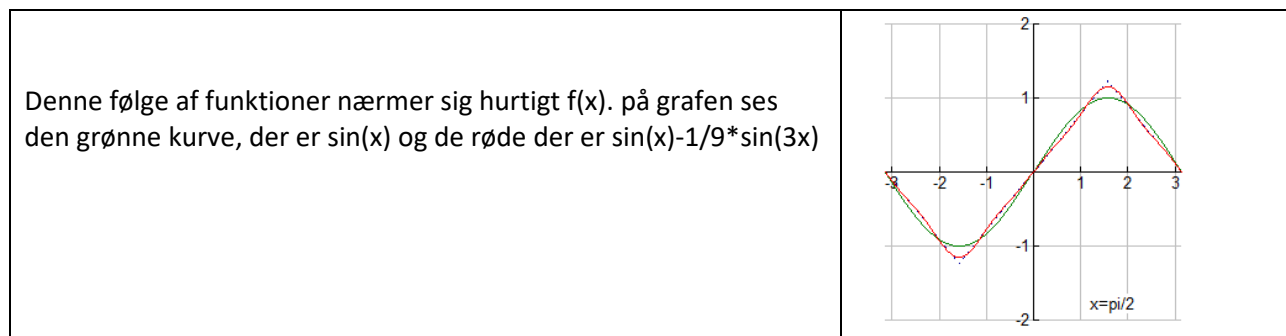 Denne følge af funktioner nærmer sig hurtigt f(x). på grafen ses
den grønne kurve, der er sin(x) og de røde der er sin(x)-1/9*sin(3x)
2
1
-3 -2 -1 0 1 2 3
-1
x=pi/2
-2